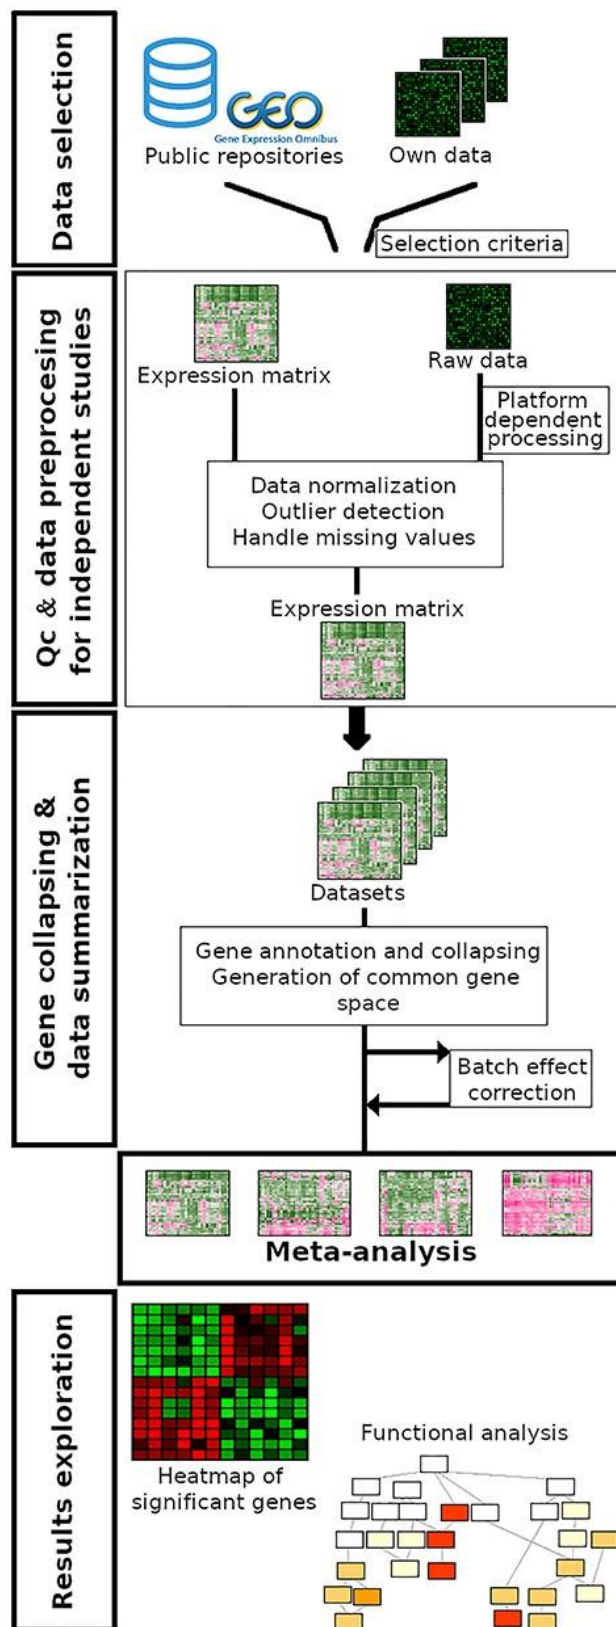 Data selection
GEO
Gene Expression Omnibus
Public repositories
Own data
Selection criteria
Qc & data preprocesing
for independent studies
Expression matrix
Raw data
Platform
dependent
processing
Data normalization
Outlier detection
Handle missing values
Expression matrix
Gene collapsing &
data summarization
Datasets
Gene annotation and collapsing
Generation of common gene
space
Batch effect
correction
Meta-analysis
Results exploration
Heatmap of
significant genes
Functional analysis